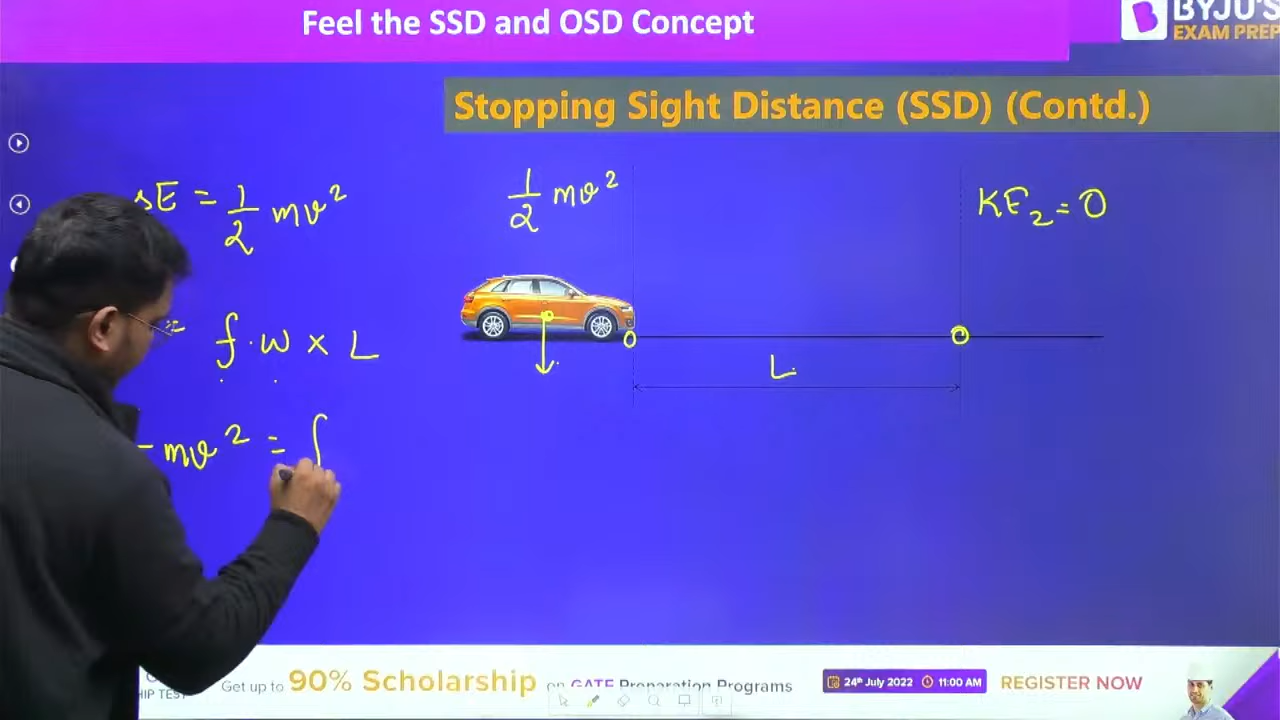 Feel the SSD and OSD Concept
BYJU'S
EXAM PREP
Stopping Sight Distance (SSD) (Contd.)
E = 1/2 mv²
1/2 mv²
KE₂ = 0
= f.w × L
L
mv² = f
Get up to 90% Scholarship on GATE Preparation Programs
24th July 2022
11:00 AM
REGISTER NOW